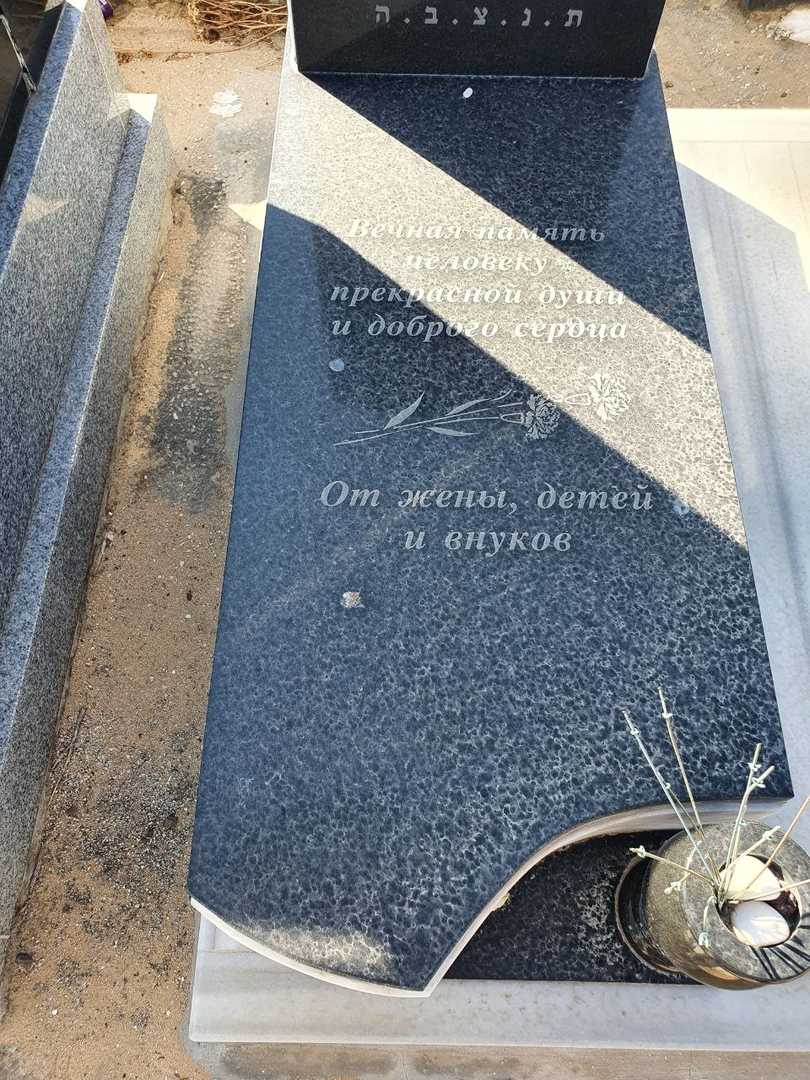 ת.נ.צ.ב.ה
Вечная память
человеку
прекрасной души
и доброго сердца
От жены, детей
и внуков